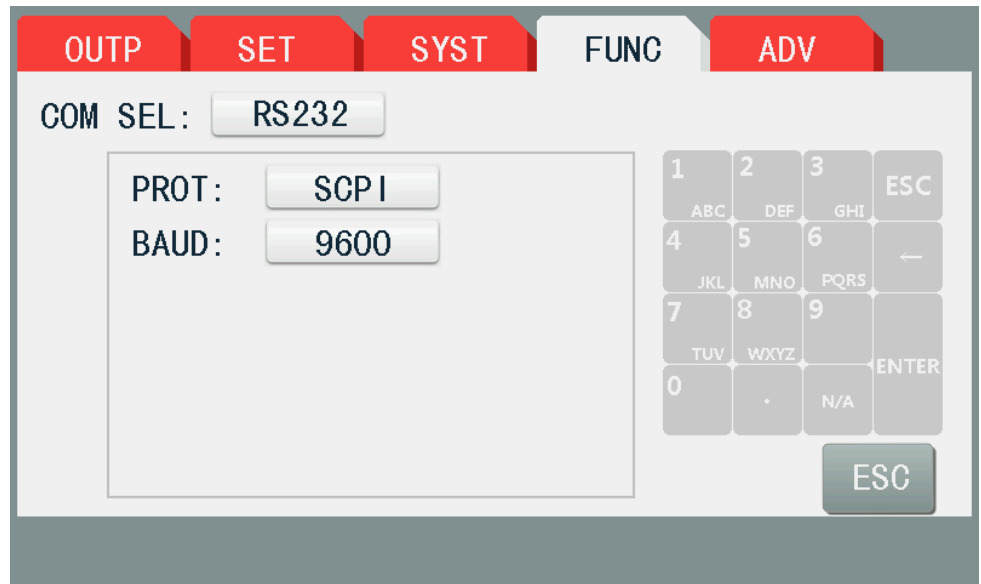 OUTP SET SYST FUNC ADV
COM SEL: RS232
PROT: SCPI
BAUD: 9600
1 ABC 2 DEF 3 GHI ESC
4 JKL 5 MNO 6 PQRS ←
7 TUV 8 WXYZ 9
ENTER
0 . N/A
ESC